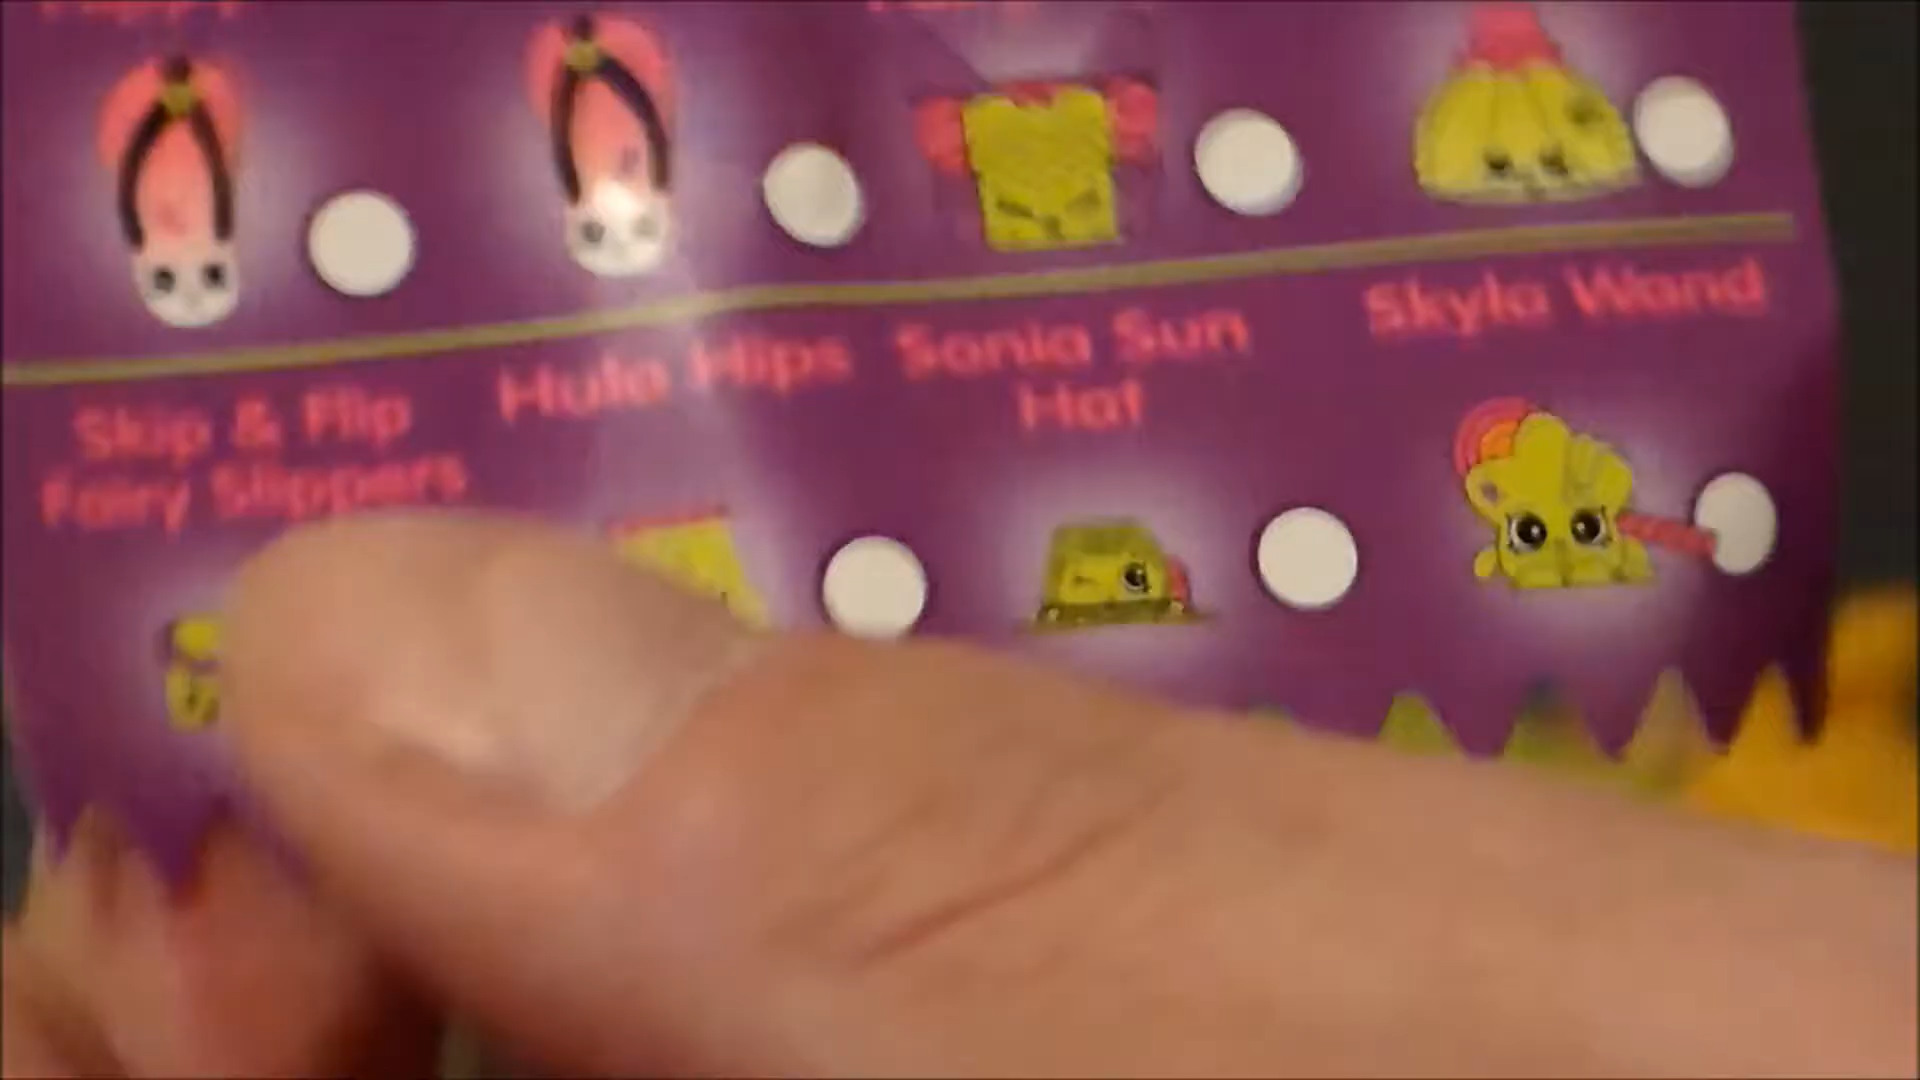 Skip & Flip
Fairy Slippers
Hula Hips
Sonia Sun
Hat
Skyla Wand